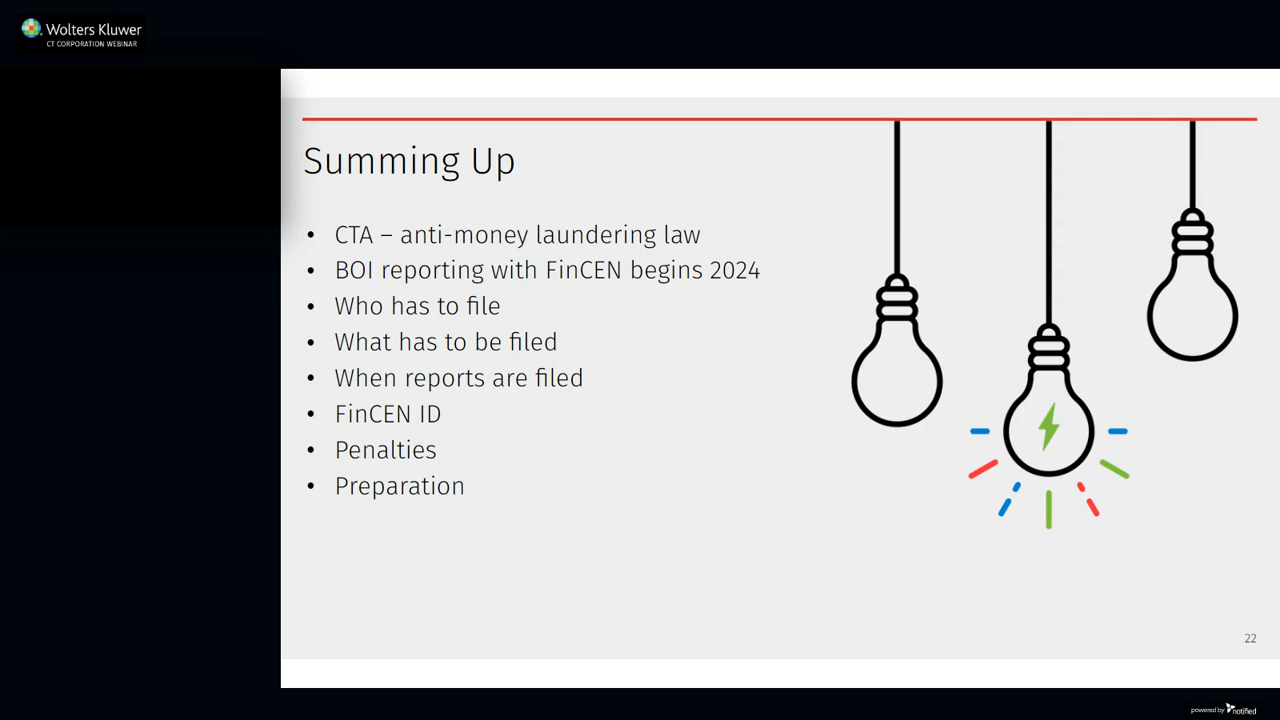 Wolters Kluwer
CT CORPORATION WEBINAR
Summing Up
• CTA – anti-money laundering law
• BOI reporting with FinCEN begins 2024
• Who has to file
• What has to be filed
• When reports are filed
• FinCEN ID
• Penalties
• Preparation
22
powered by notified